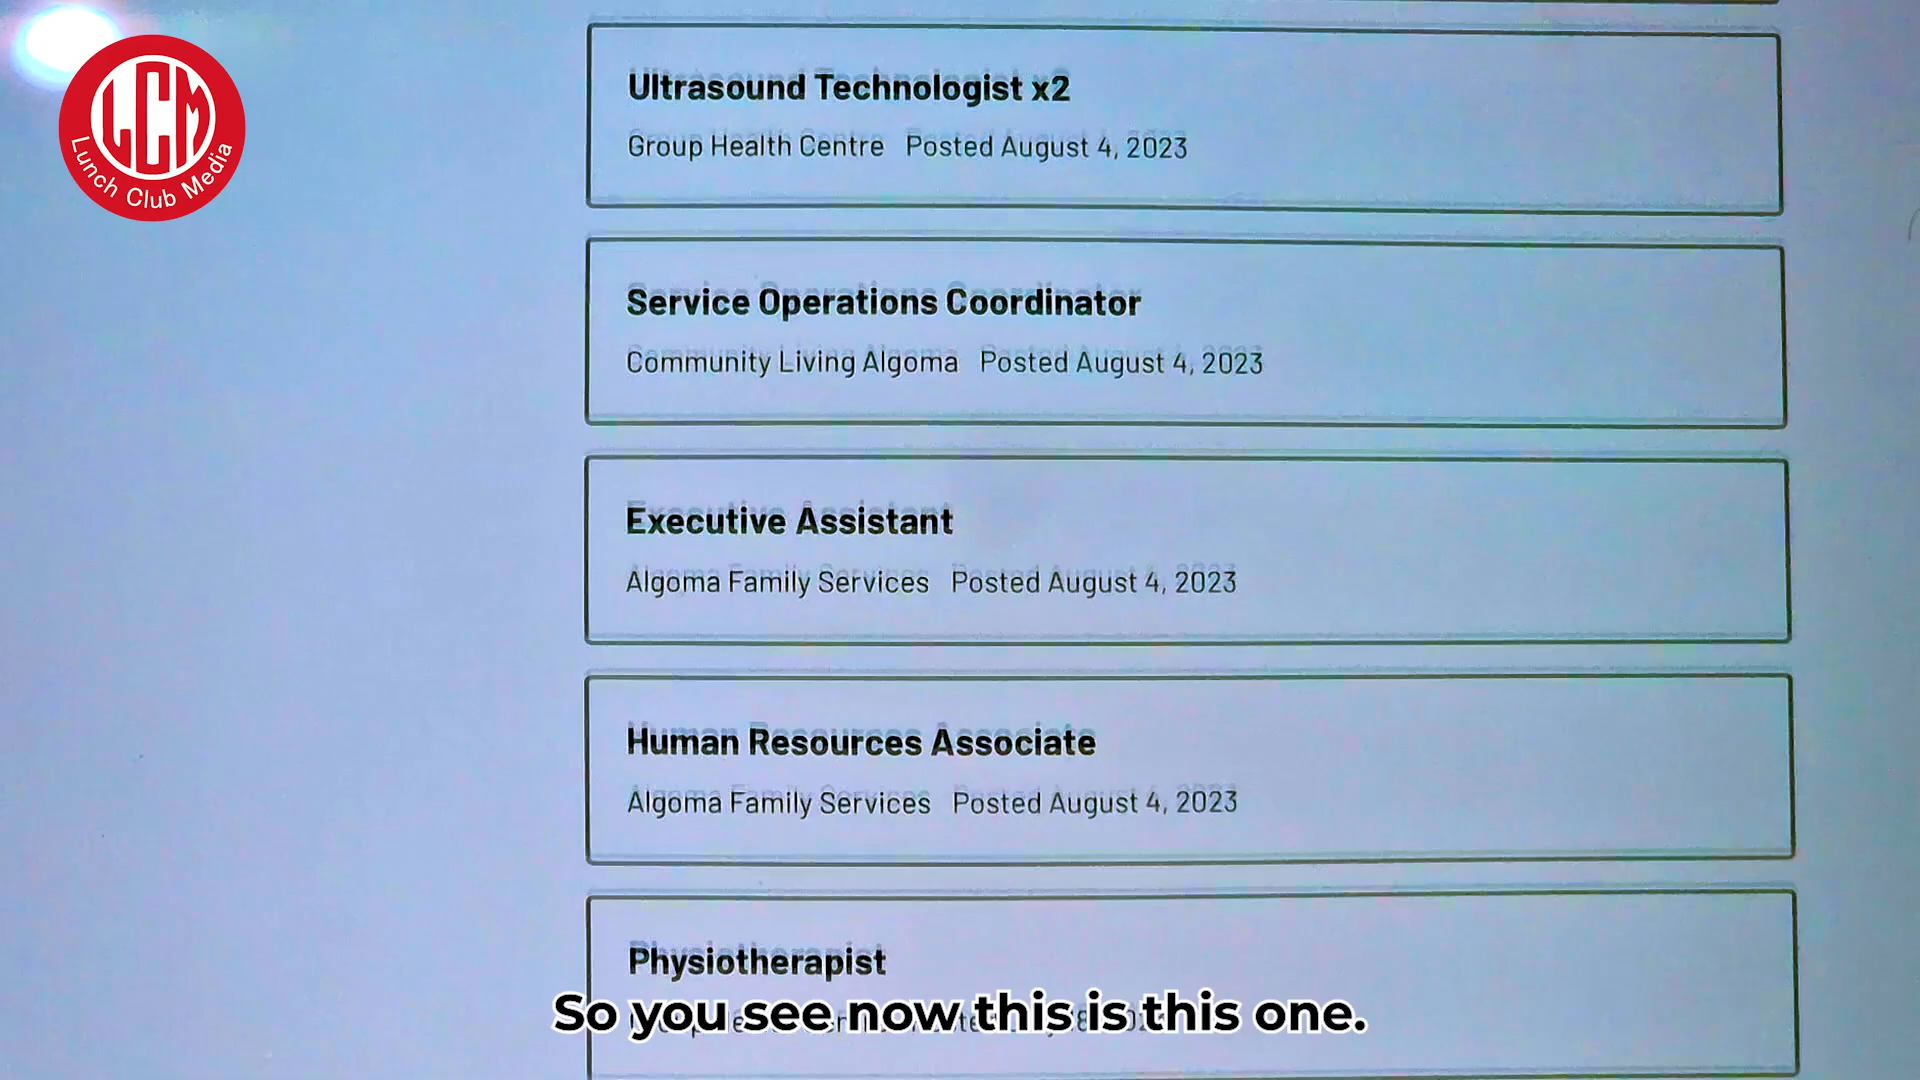 LCM
Lunch Club Media
Ultrasound Technologist x2
Group Health Centre Posted August 4, 2023
Service Operations Coordinator
Community Living Algoma Posted August 4, 2023
Executive Assistant
Algoma Family Services Posted August 4, 2023
Human Resources Associate
Algoma Family Services Posted August 4, 2023
Physiotherapist
So you see now this is this one.